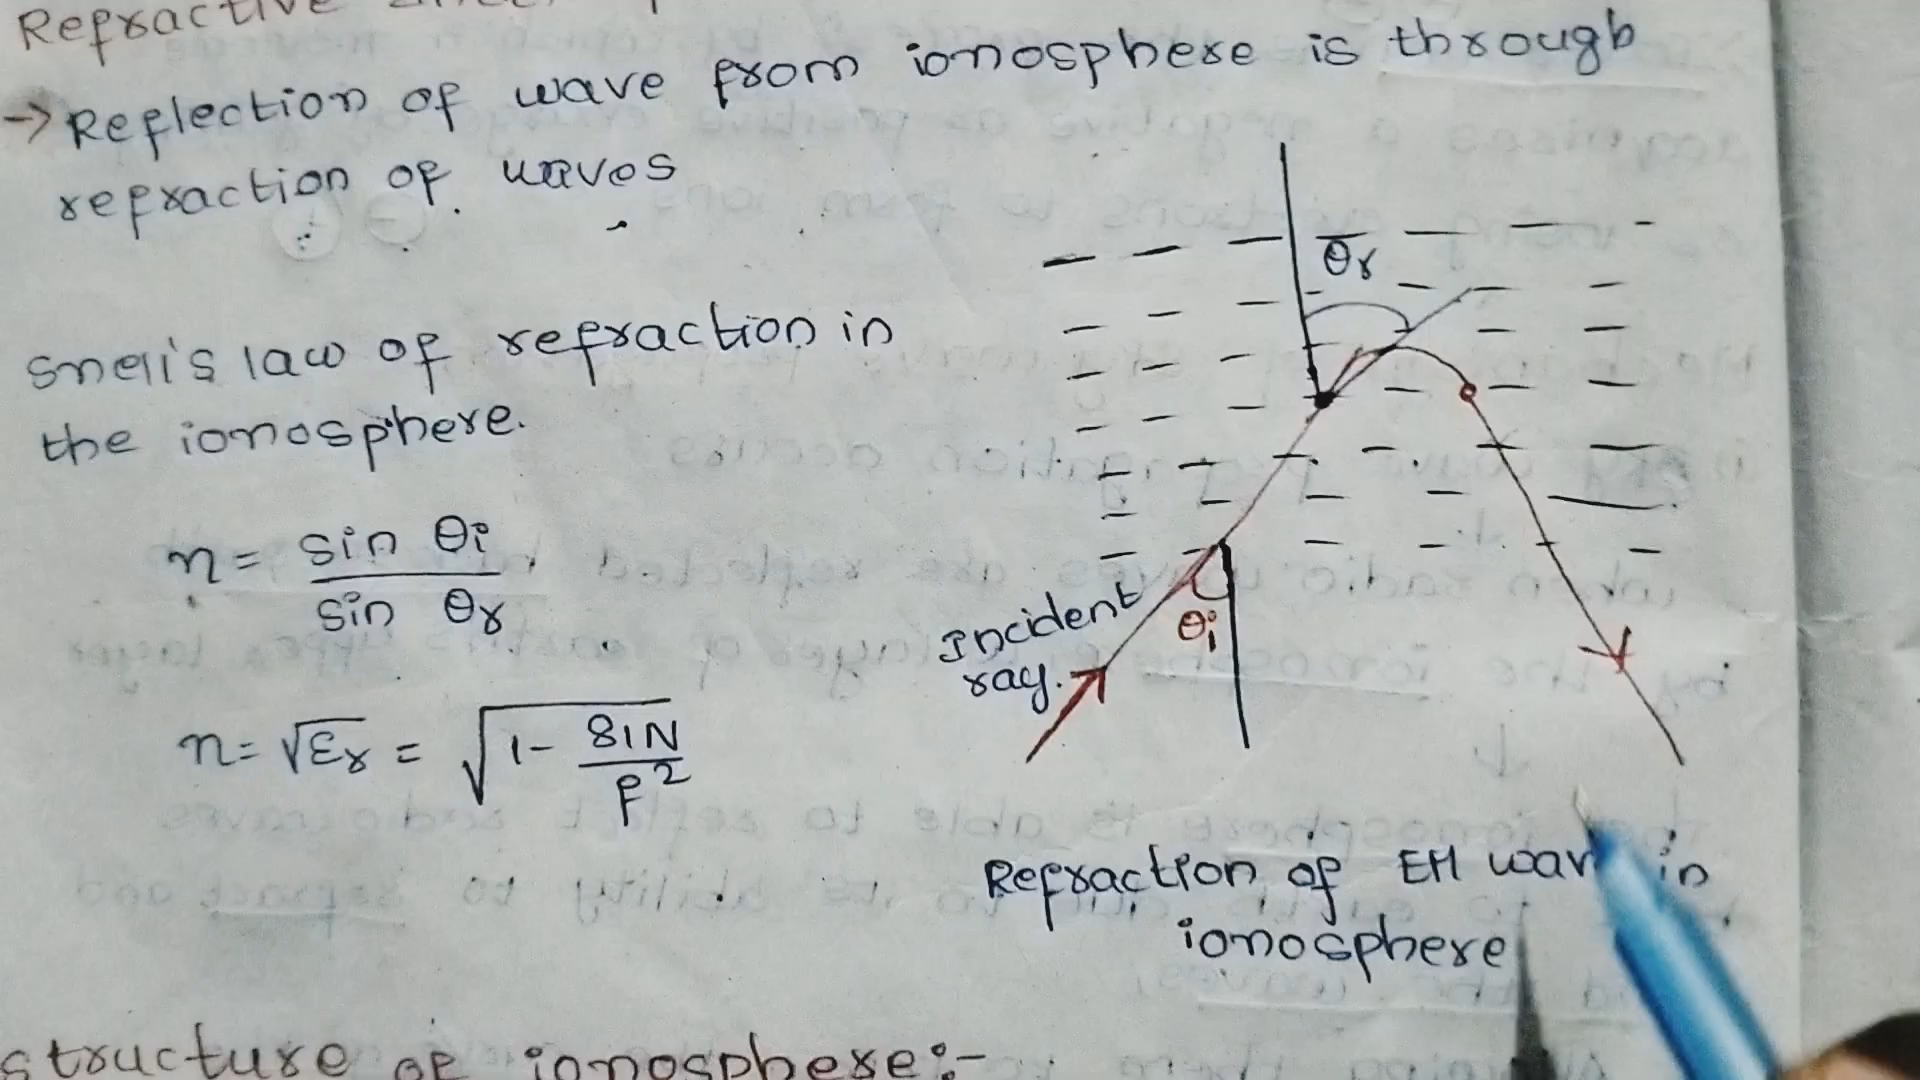 Refractive
→ Reflection of wave from ionosphere is through
refraction of waves
Snell's law of refraction in
the ionosphere.
n = sin θi / sin θr
n = √εr = √(1 - 81N / f²)
θr
θi
Incident
ray.
Refraction of EM wav in
ionosphere
structure of ionosphere:-